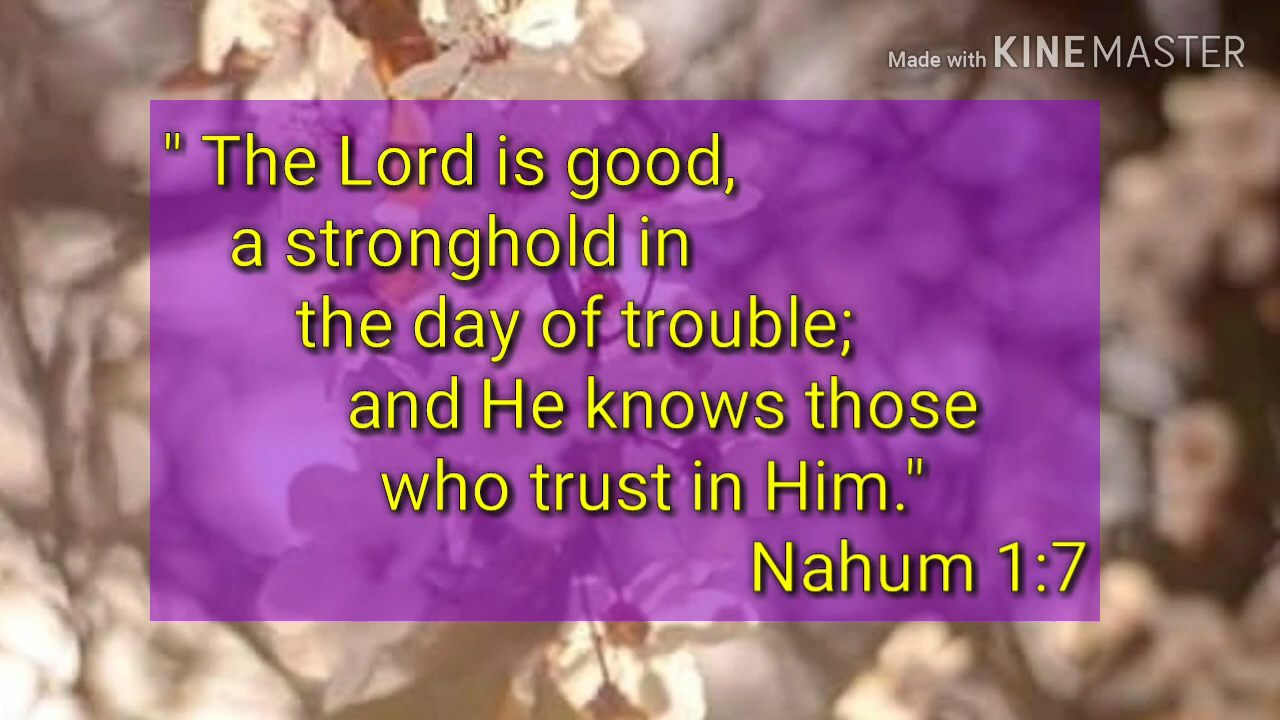 Made with KINEMASTER
" The Lord is good,
a stronghold in
the day of trouble;
and He knows those
who trust in Him."
Nahum 1:7